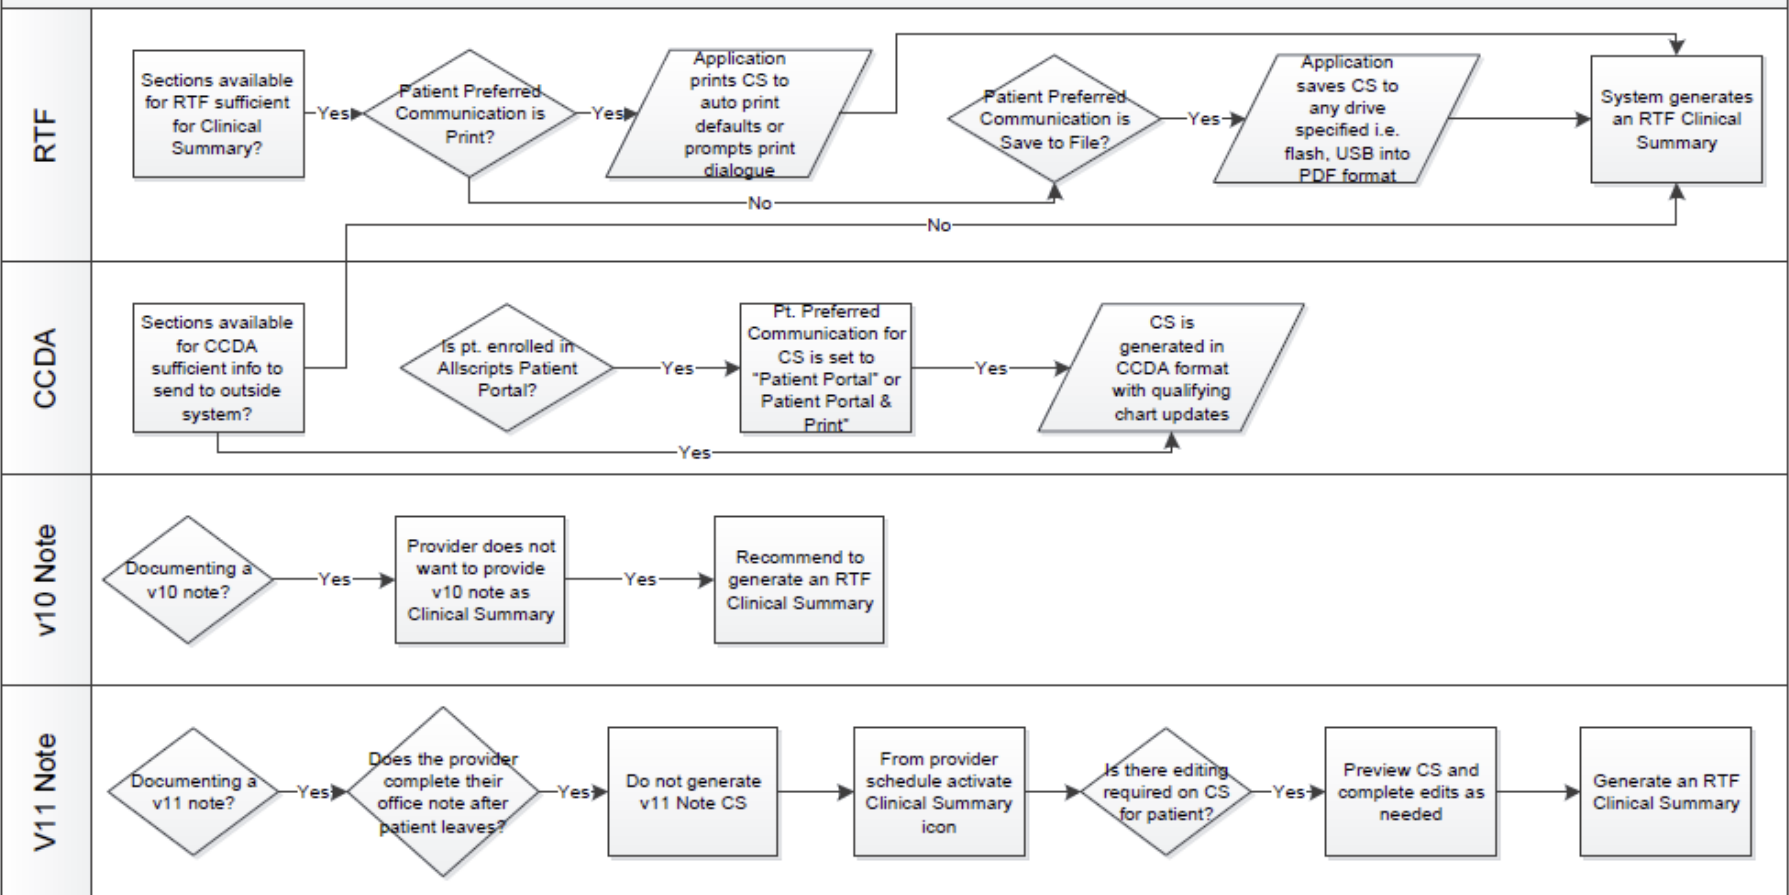 RTF
Sections available
for RTF sufficient
for Clinical
Summary?
Yes
Patient Preferred
Communication is
Print?
Yes
Application
prints CS to
auto print
defaults or
prompts print
dialogue
Patient Preferred
Communication is
Save to File?
Yes
Application
saves CS to
any drive
specified i.e.
flash, USB into
PDF format
System generates
an RTF Clinical
Summary
No
No
CCDA
Sections available
for CCDA
sufficient info to
send to outside
system?
Is pt. enrolled in
Allscripts Patient
Portal?
Yes
Pt. Preferred
Communication for
CS is set to
"Patient Portal" or
Patient Portal &
Print"
Yes
CS is
generated in
CCDA format
with qualifying
chart updates
Yes
v10 Note
Documenting a
v10 note?
Yes
Provider does not
want to provide
v10 note as
Clinical Summary
Yes
Recommend to
generate an RTF
Clinical Summary
V11 Note
Documenting a
v11 note?
Yes
Does the provider
complete their
office note after
patient leaves?
Yes
Do not generate
v11 Note CS
From provider
schedule activate
Clinical Summary
icon
Is there editing
required on CS
for patient?
Yes
Preview CS and
complete edits as
needed
Generate an RTF
Clinical Summary